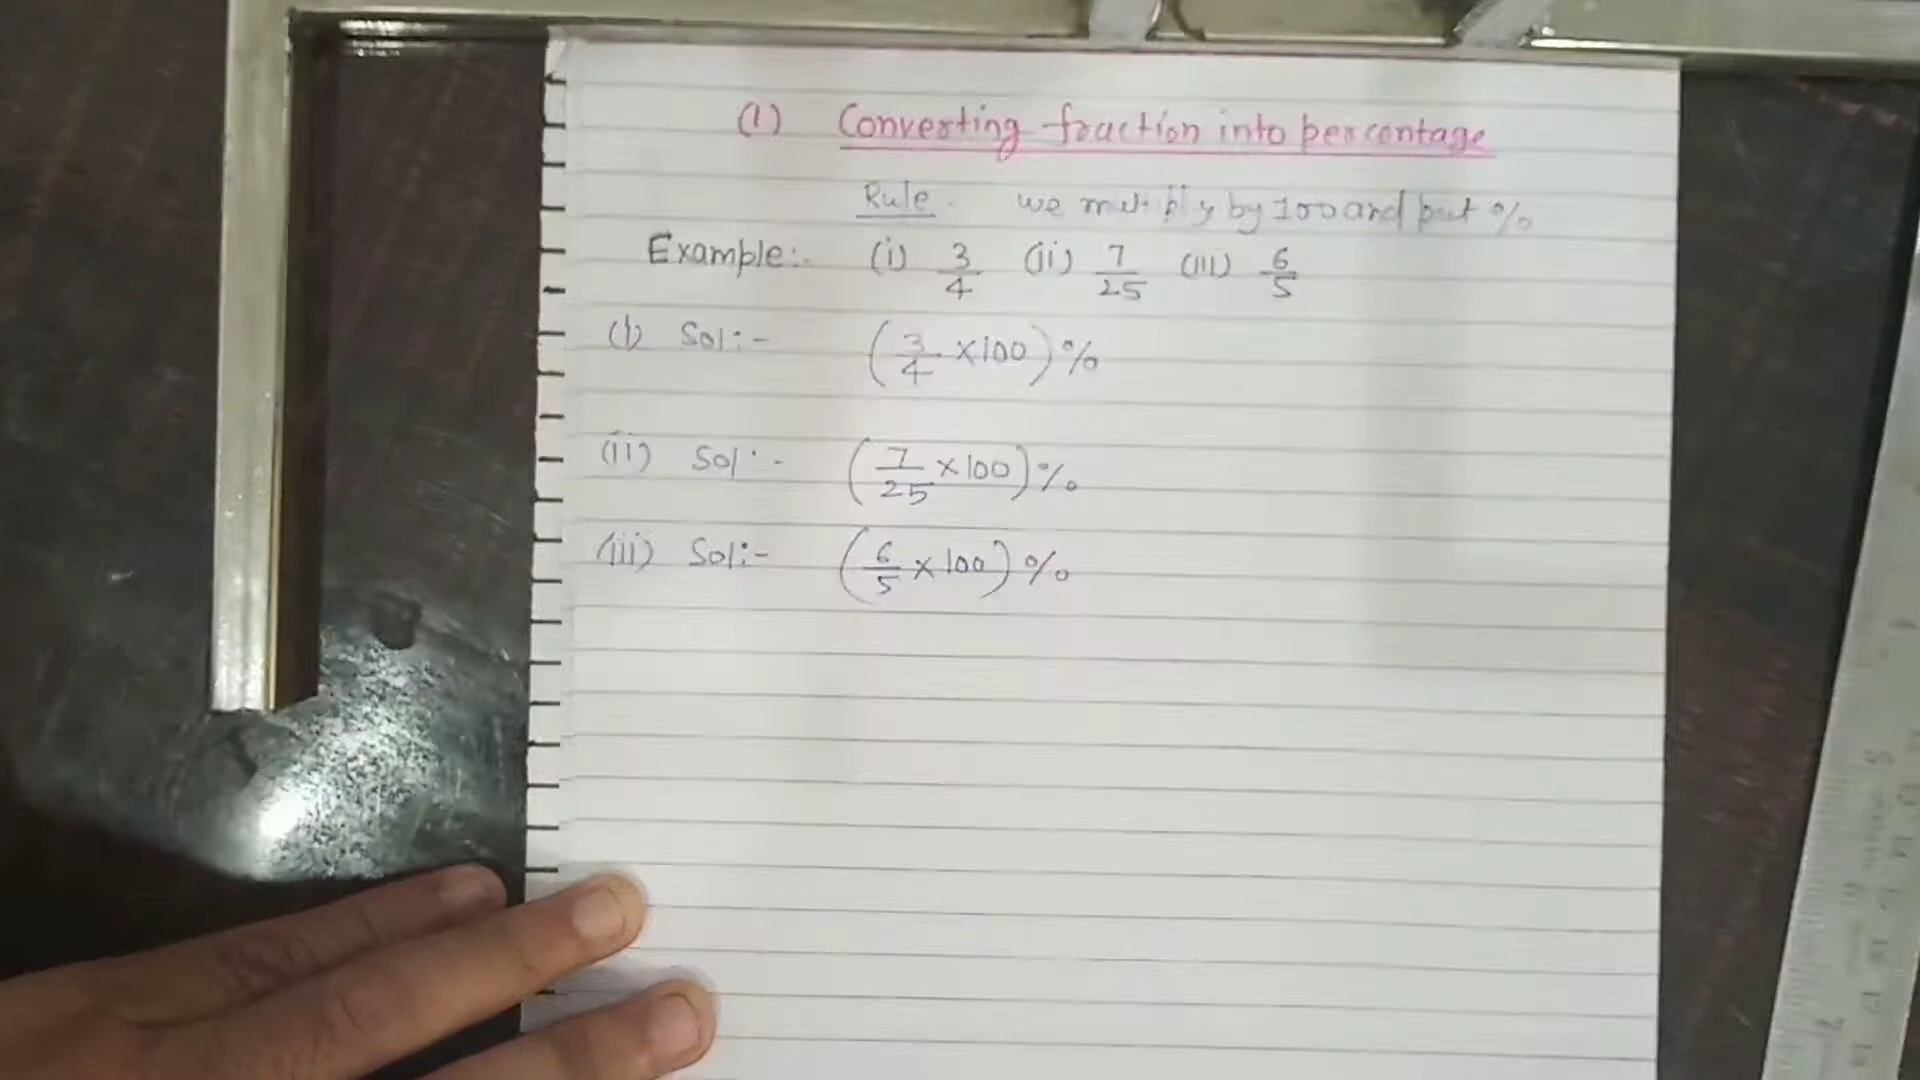 (1) Converting fraction into percentage
Rule. we multiply by 100 and put %
Example:- (i) 3/4 (ii) 7/25 (iii) 6/5
(i) Sol:- (3/4 ×100)%
(ii) Sol:- (7/25 ×100)%
(iii) Sol:- (6/5 ×100)%